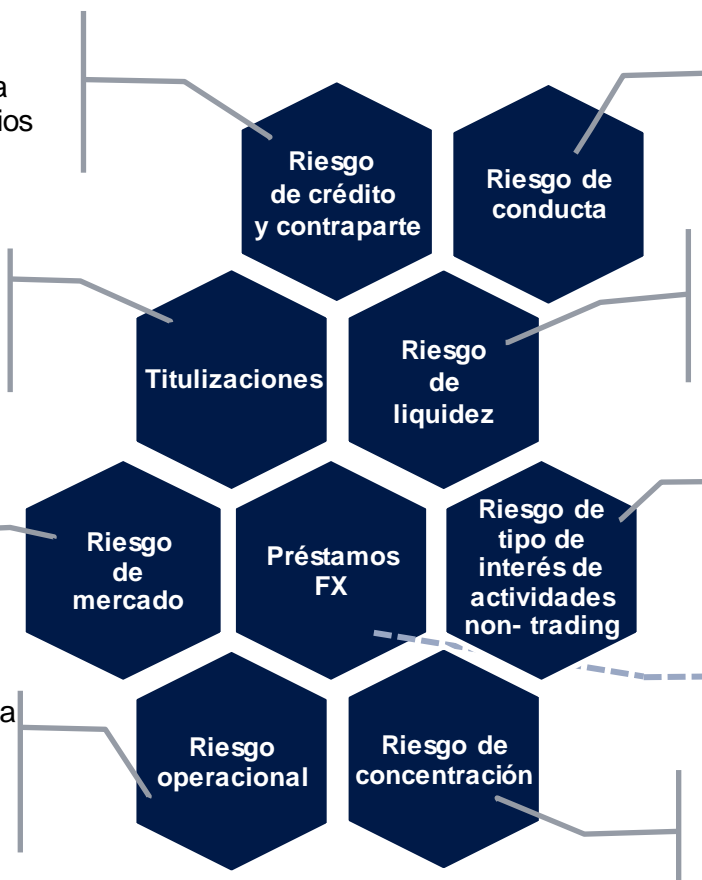 a
ios
Riesgo
de crédito
y contraparte
Riesgo de
conducta
Titulizaciones
Riesgo
de
liquidez
Riesgo
de
mercado
Préstamos
FX
Riesgo de
tipo de
interés de
actividades
non- trading
a
Riesgo
operacional
Riesgo de
concentración